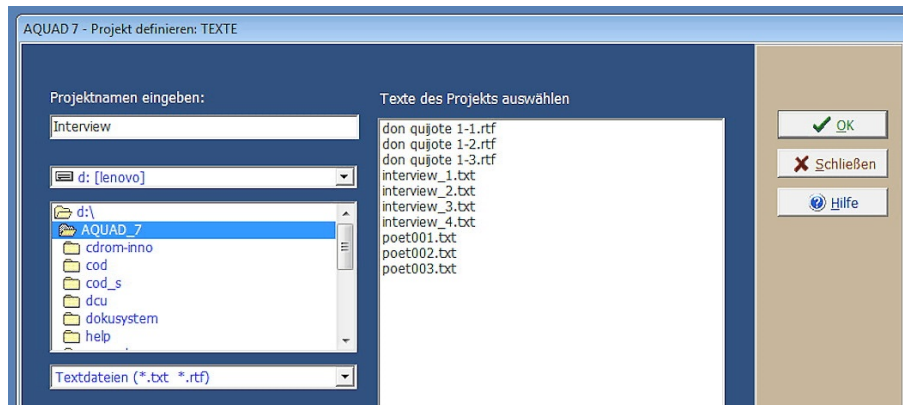 AQUAD 7 - Projekt definieren: TEXTE
Projektnamen eingeben:
Interview
d: [lenovo]
d:\
AQUAD_7
cdrom-inno
cod
cod_s
dcu
dokusystem
help
Textdateien (*.txt *.rtf)
Texte des Projekts auswählen
don quijote 1-1.rtf
don quijote 1-2.rtf
don quijote 1-3.rtf
interview_1.txt
interview_2.txt
interview_3.txt
interview_4.txt
poet001.txt
poet002.txt
poet003.txt
OK
Schließen
Hilfe